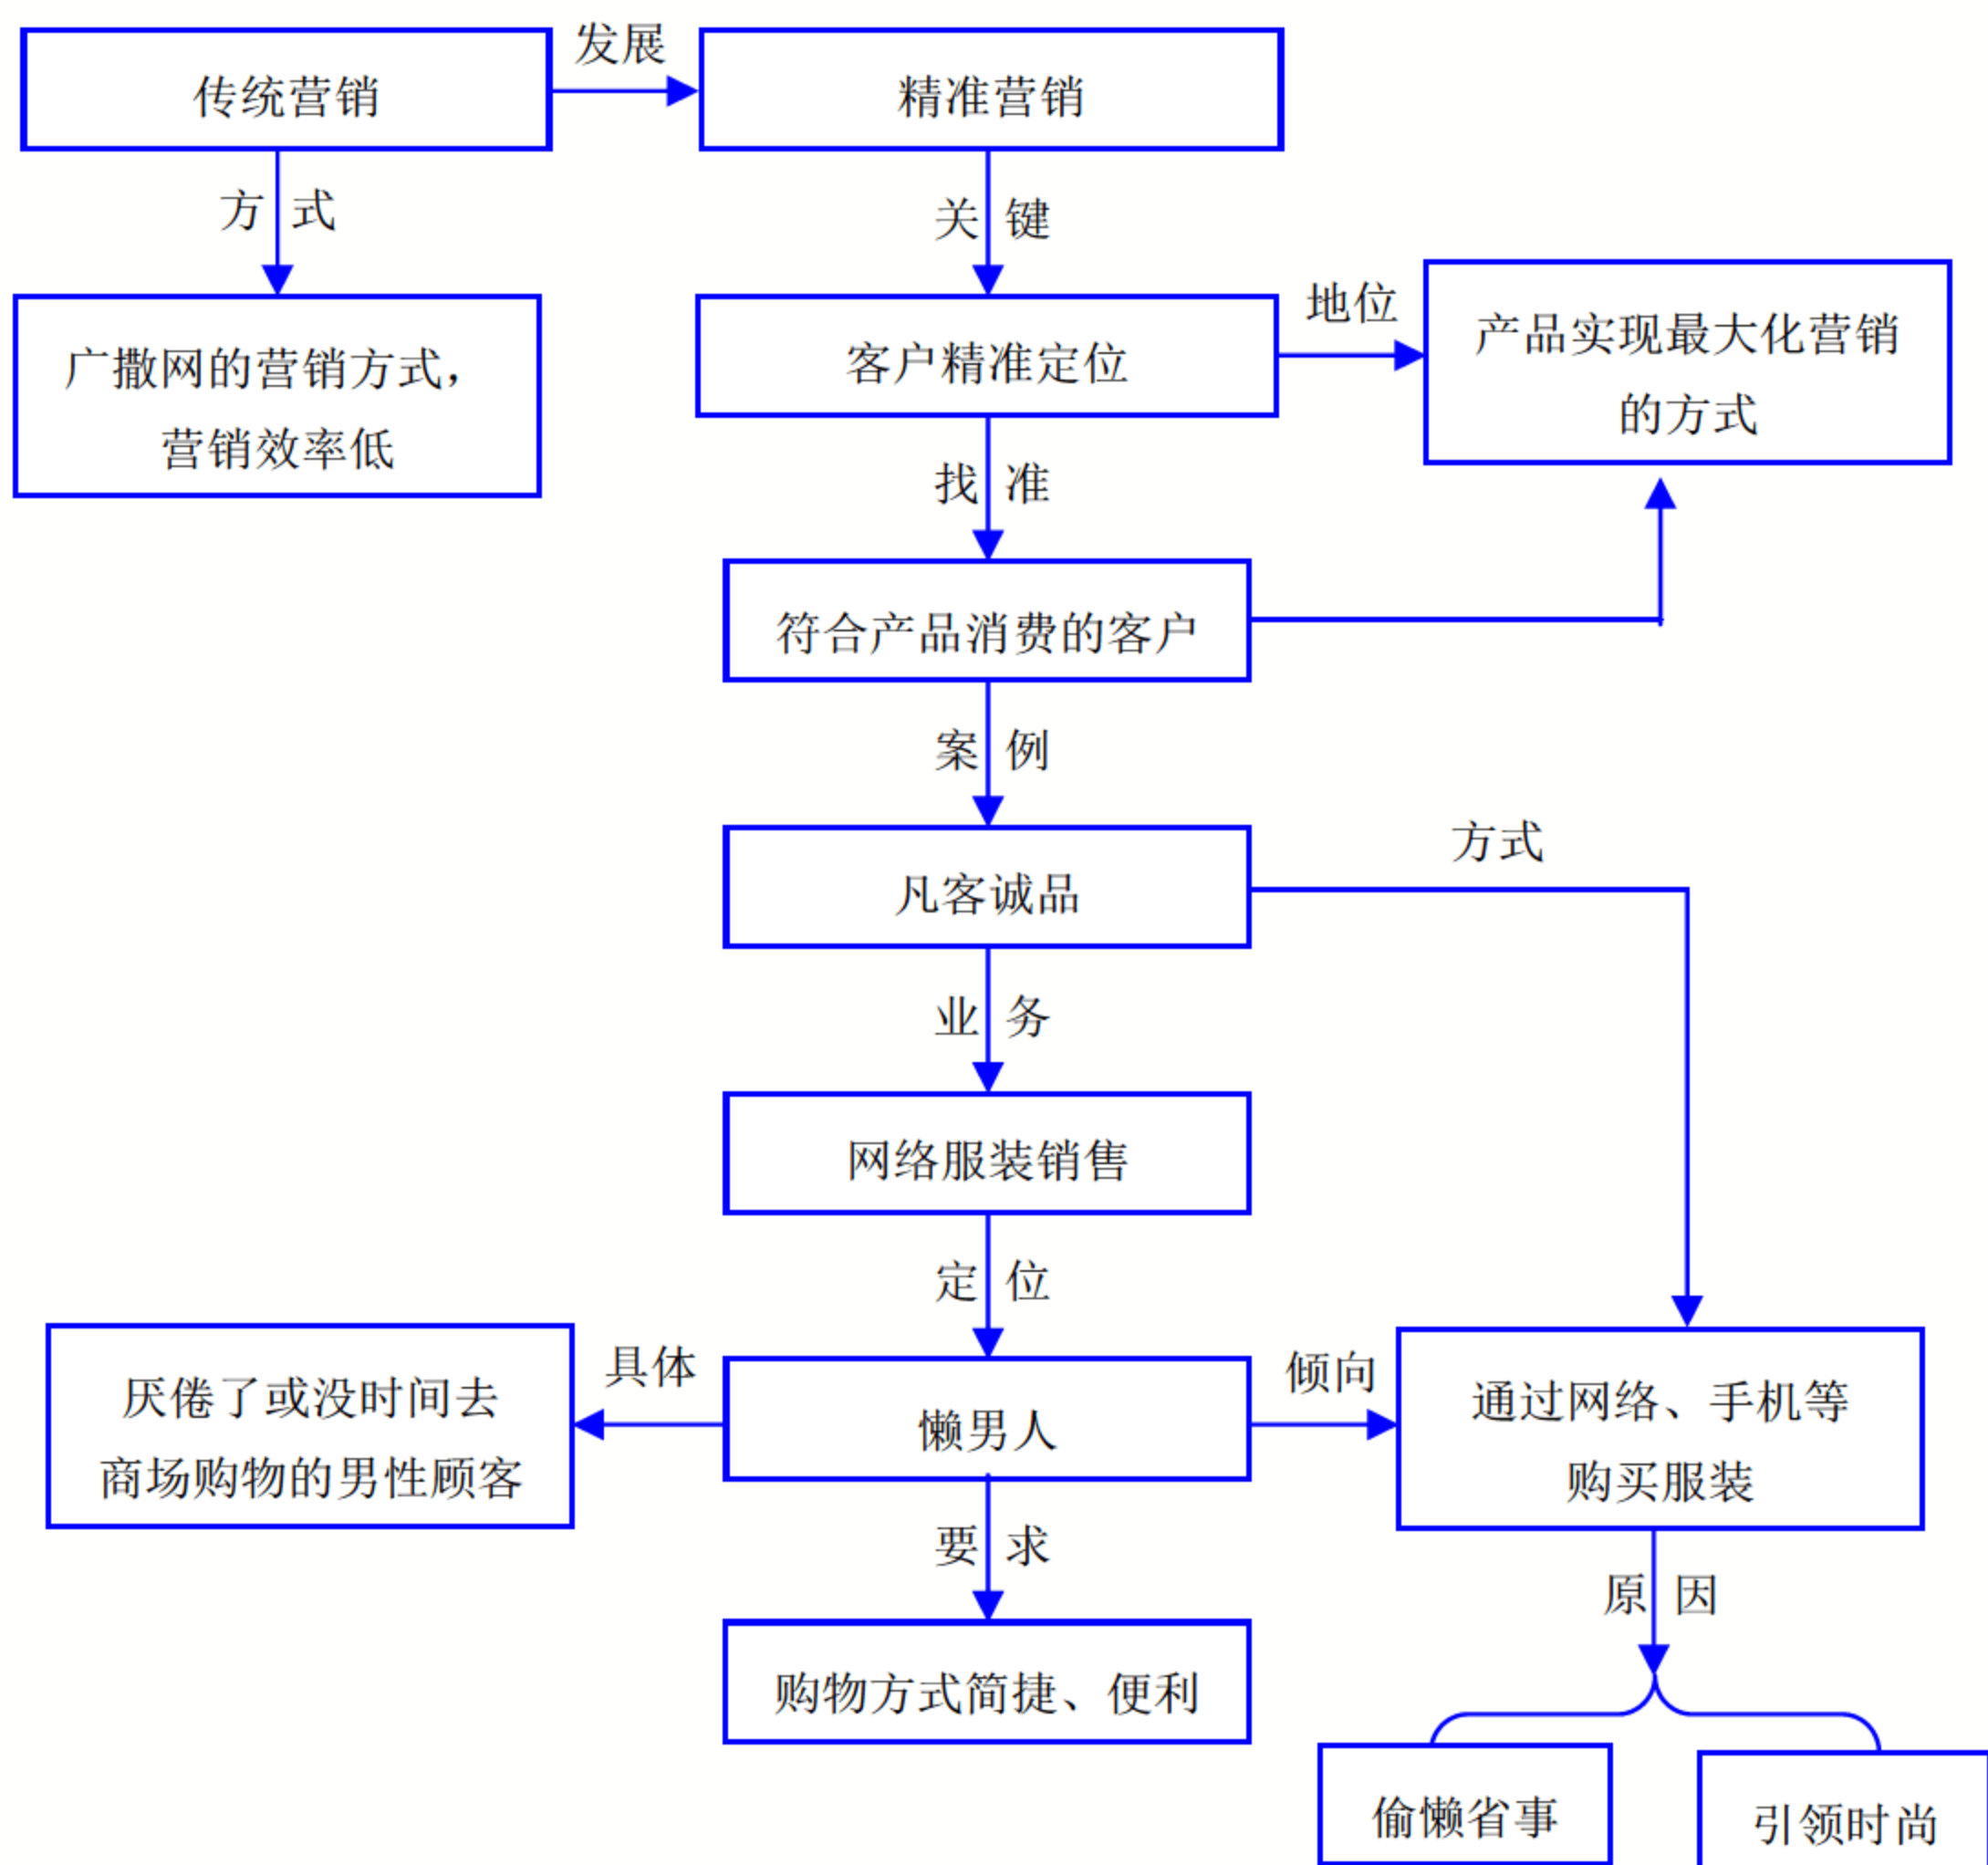 发展
传统营销
精准营销
方式
关键
地位
广撒网的营销方式，
营销效率低
客户精准定位
产品实现最大化营销
的方式
找准
符合产品消费的客户
案例
凡客诚品
方式
业务
网络服装销售
定位
具体
倾向
厌倦了或没时间去
商场购物的男性顾客
懒男人
通过网络、手机等
购买服装
要求
原因
购物方式简捷、便利
偷懒省事
引领时尚